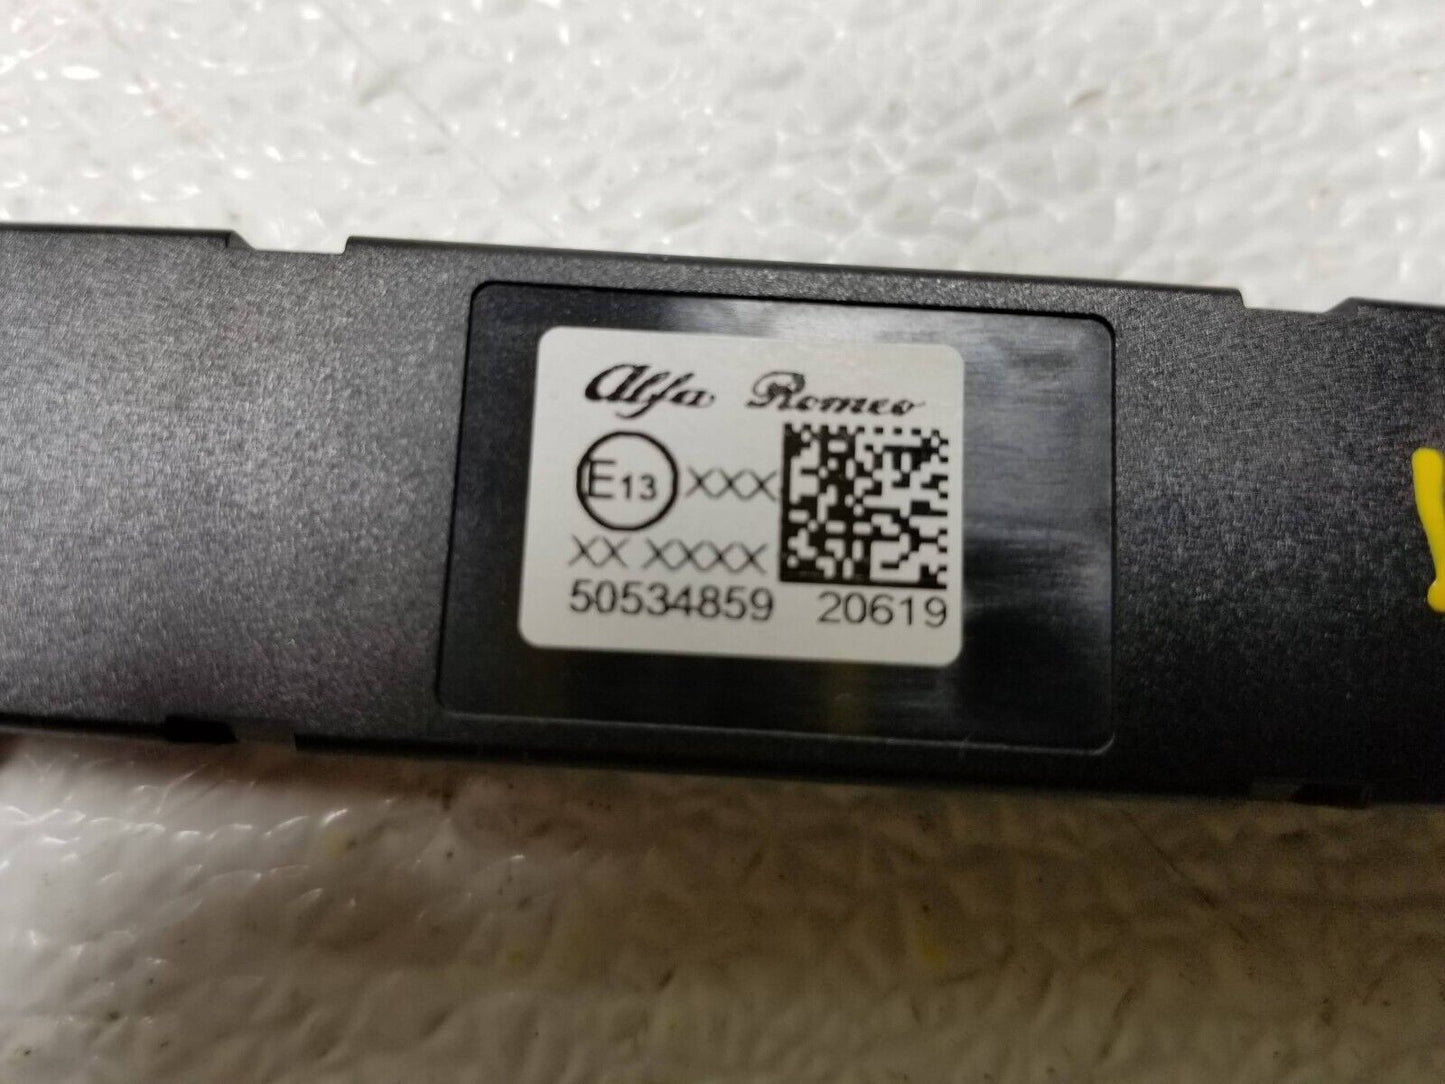 Alfa Romeo
E13 XXX
XX XXXX
50534859 20619